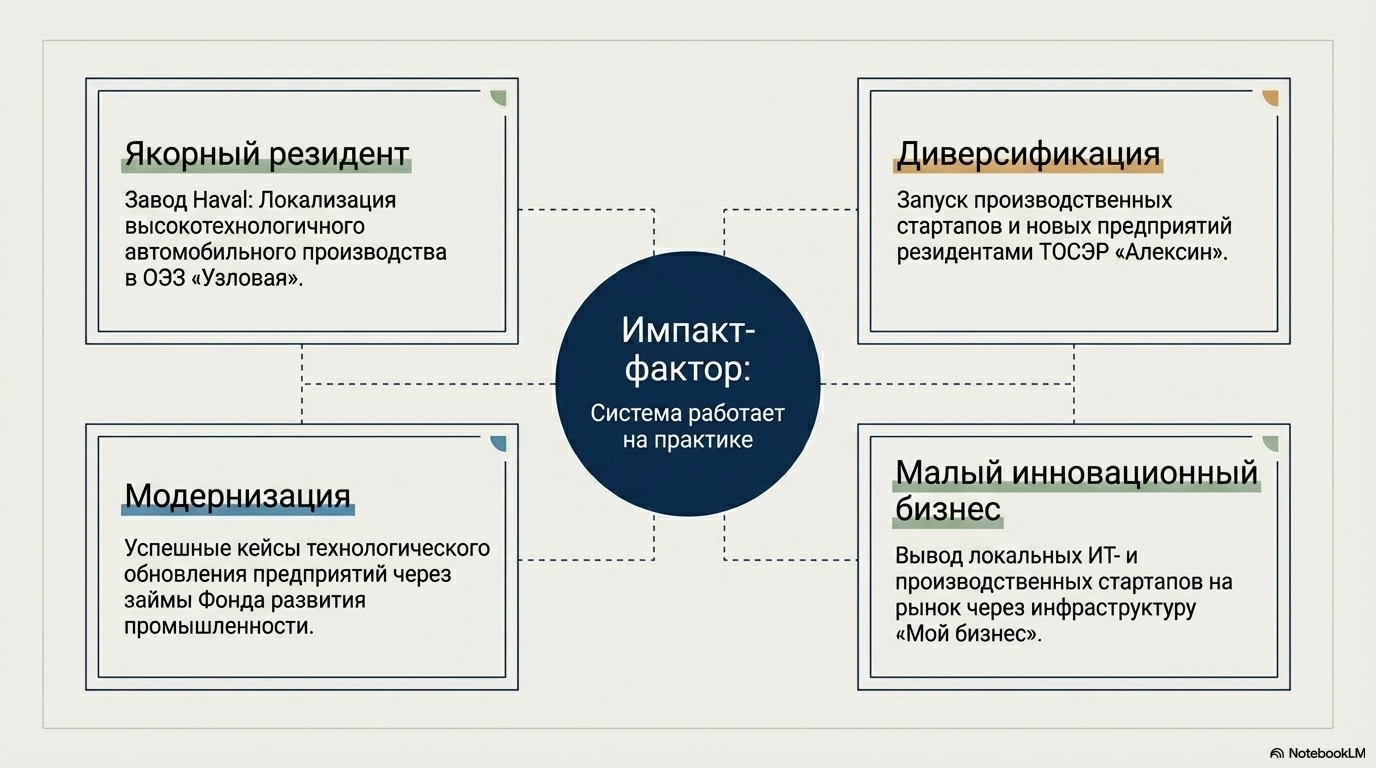 Якорный резидент
Завод Haval: Локализация
высокотехнологичного
автомобильного производства
в ОЭЗ «Узловая».
Диверсификация
Запуск производственных
стартапов и новых предприятий
резидентами ТОСЭР «Алексин».
Импакт-
фактор:
Система работает
на практике
Модернизация
Успешные кейсы технологического
обновления предприятий через
займы Фонда развития
промышленности.
Малый инновационный
бизнес
Вывод локальных ИТ- и
производственных стартапов на
рынок через инфраструктуру
«Мой бизнес».
NotebookLM